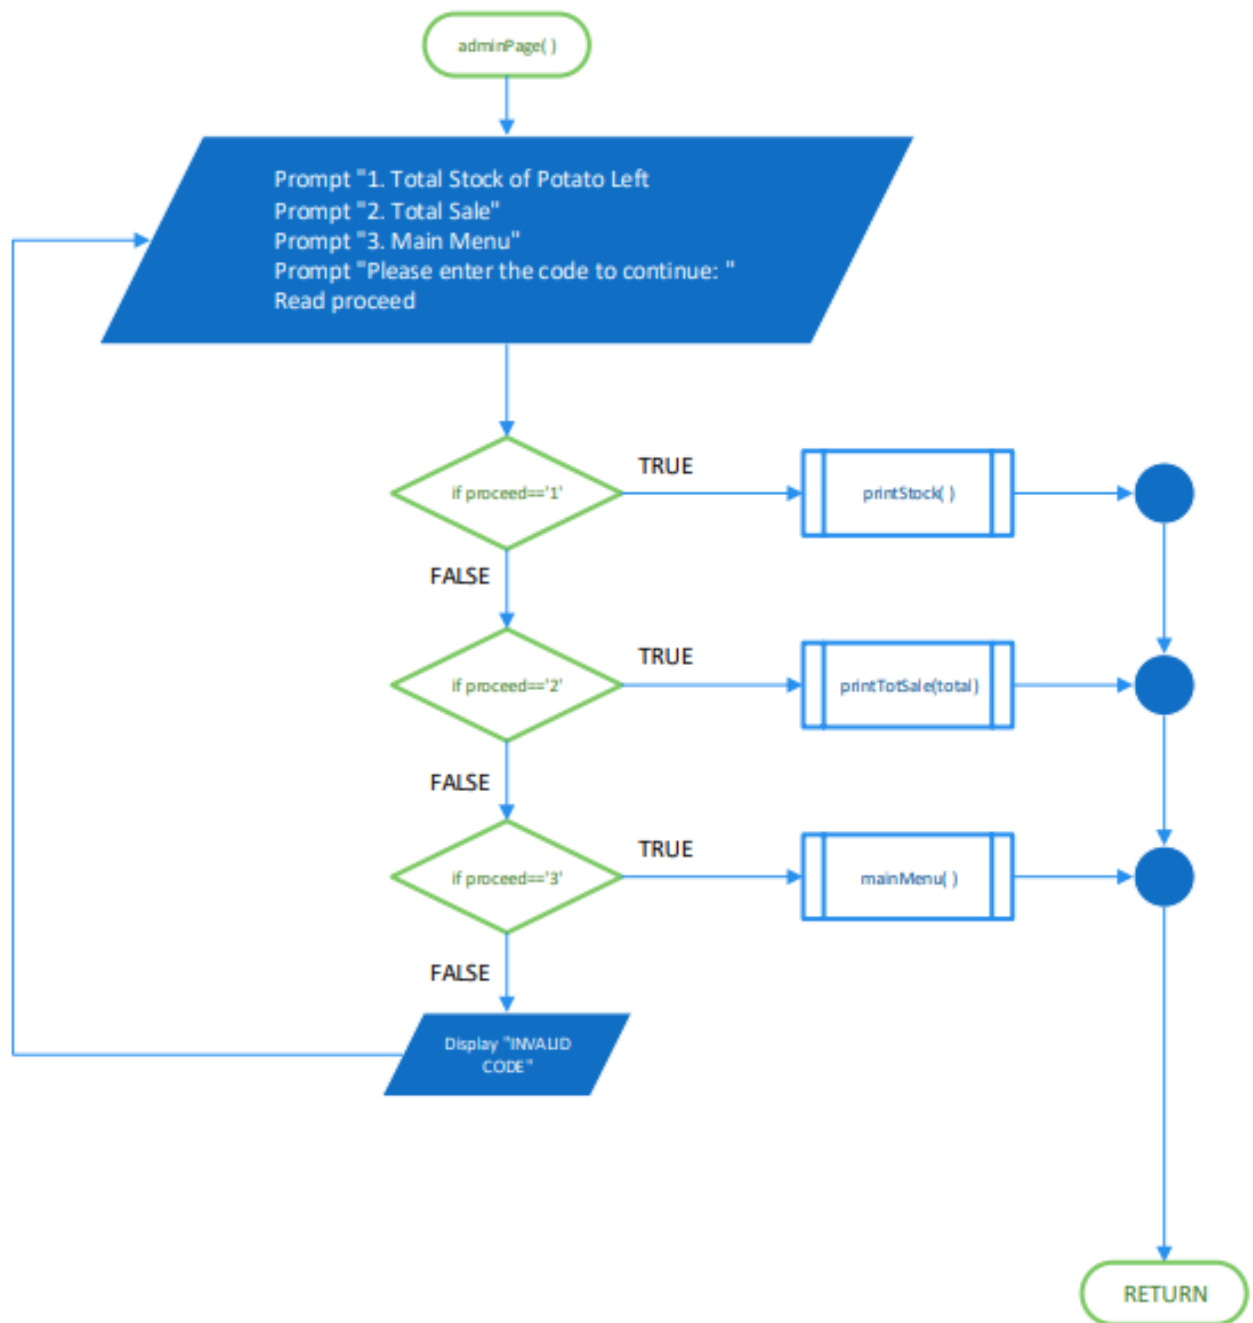 adminPage( )
Prompt "1. Total Stock of Potato Left
Prompt "2. Total Sale"
Prompt "3. Main Menu"
Prompt "Please enter the code to continue: "
Read proceed
if proceed=='1'
TRUE
printStock( )
FALSE
if proceed=='2'
TRUE
printTotSale(total)
FALSE
if proceed=='3'
TRUE
mainMenu( )
FALSE
Display "INVALID
CODE"
RETURN